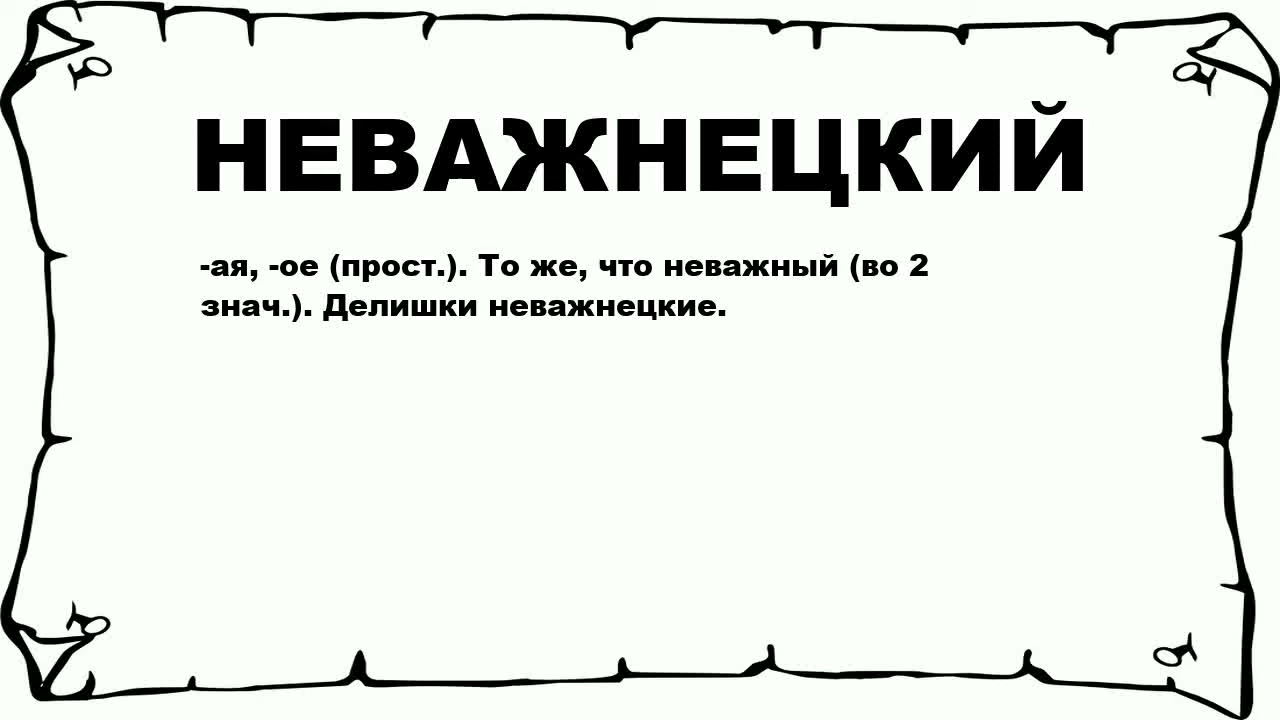 НЕВАЖНЕЦКИЙ
-ая, -ое (прост.). То же, что неважный (во 2
знач.). Делишки неважнецкие.